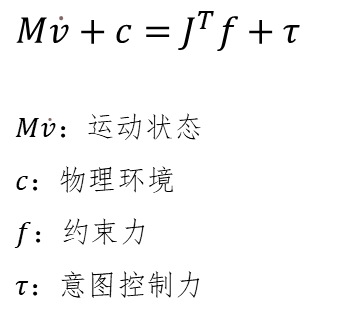 Mv̇ + c = Jᵀf + τ
Mv̇：运动状态
c：物理环境
f：约束力
τ：意图控制力